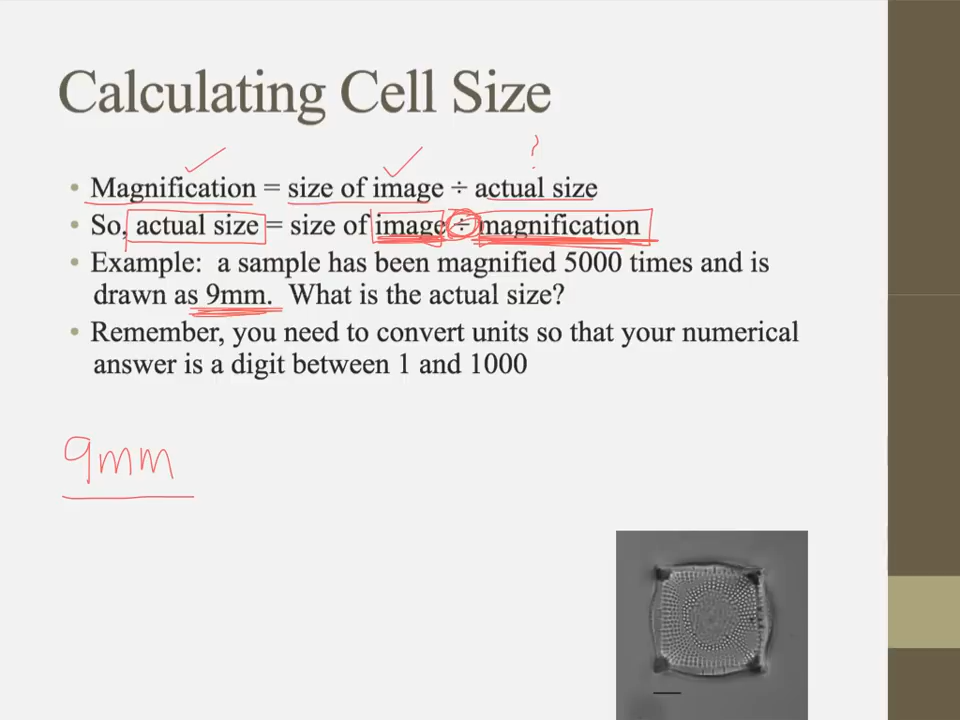 Calculating Cell Size
?
• Magnification = size of image ÷ actual size
• So, actual size = size of image ÷ magnification
• Example: a sample has been magnified 5000 times and is
drawn as 9mm. What is the actual size?
• Remember, you need to convert units so that your numerical
answer is a digit between 1 and 1000
9mm